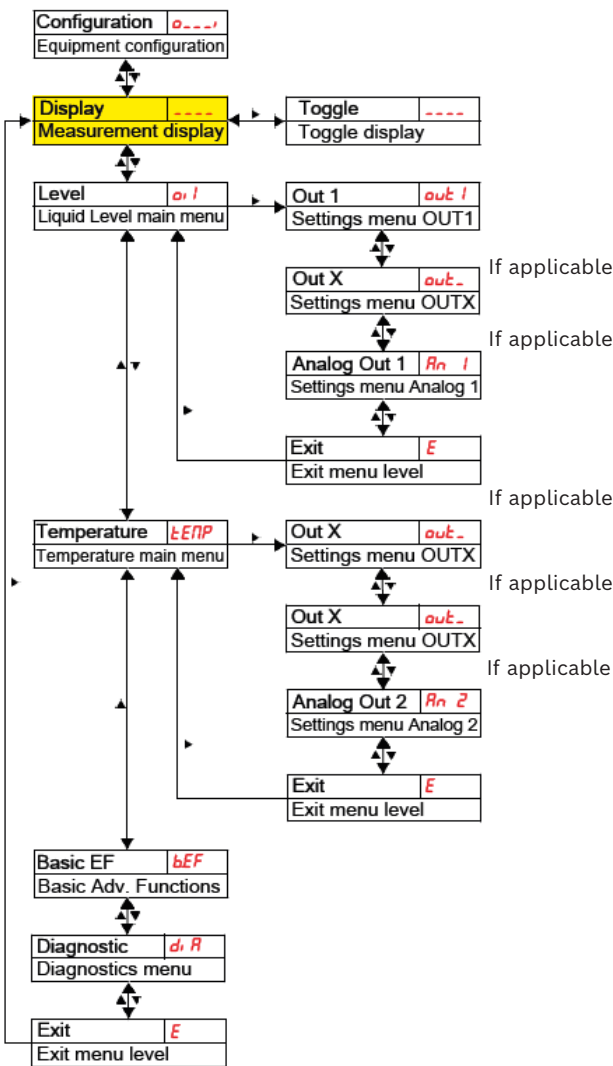 Configuration o---,
Equipment configuration
Display ----
Measurement display
Toggle ----
Toggle display
Level oil
Liquid Level main menu
Out 1 out 1
Settings menu OUT1
If applicable
Out X out_
Settings menu OUTX
If applicable
Analog Out 1 An 1
Settings menu Analog 1
Exit E
Exit menu level
If applicable
Temperature tEMP
Temperature main menu
Out X out_
Settings menu OUTX
If applicable
Out X out_
Settings menu OUTX
If applicable
Analog Out 2 An 2
Settings menu Analog 2
Exit E
Exit menu level
Basic EF bEF
Basic Adv. Functions
Diagnostic diA
Diagnostics menu
Exit E
Exit menu level